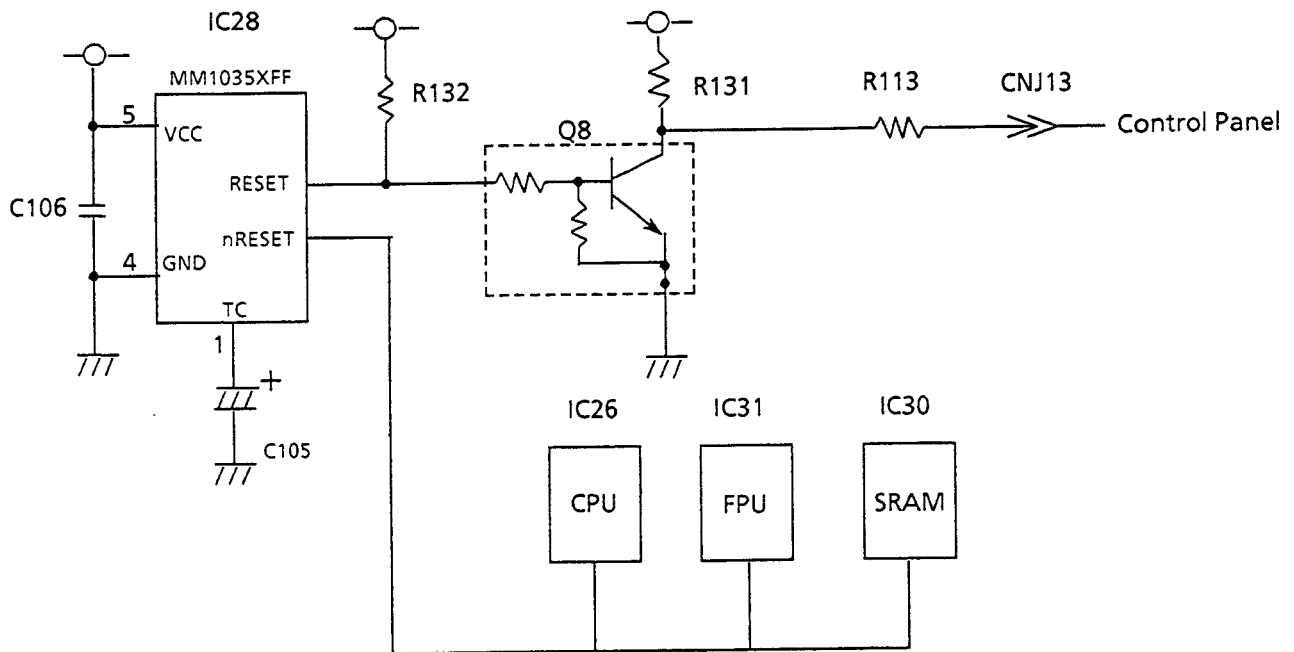 IC28
MM1035XFF
5
VCC
R132
R131
R113
CNJ13
Control Panel
Q8
RESET
C106
nRESET
4
GND
TC
1
+
C105
IC26
IC31
IC30
CPU
FPU
SRAM